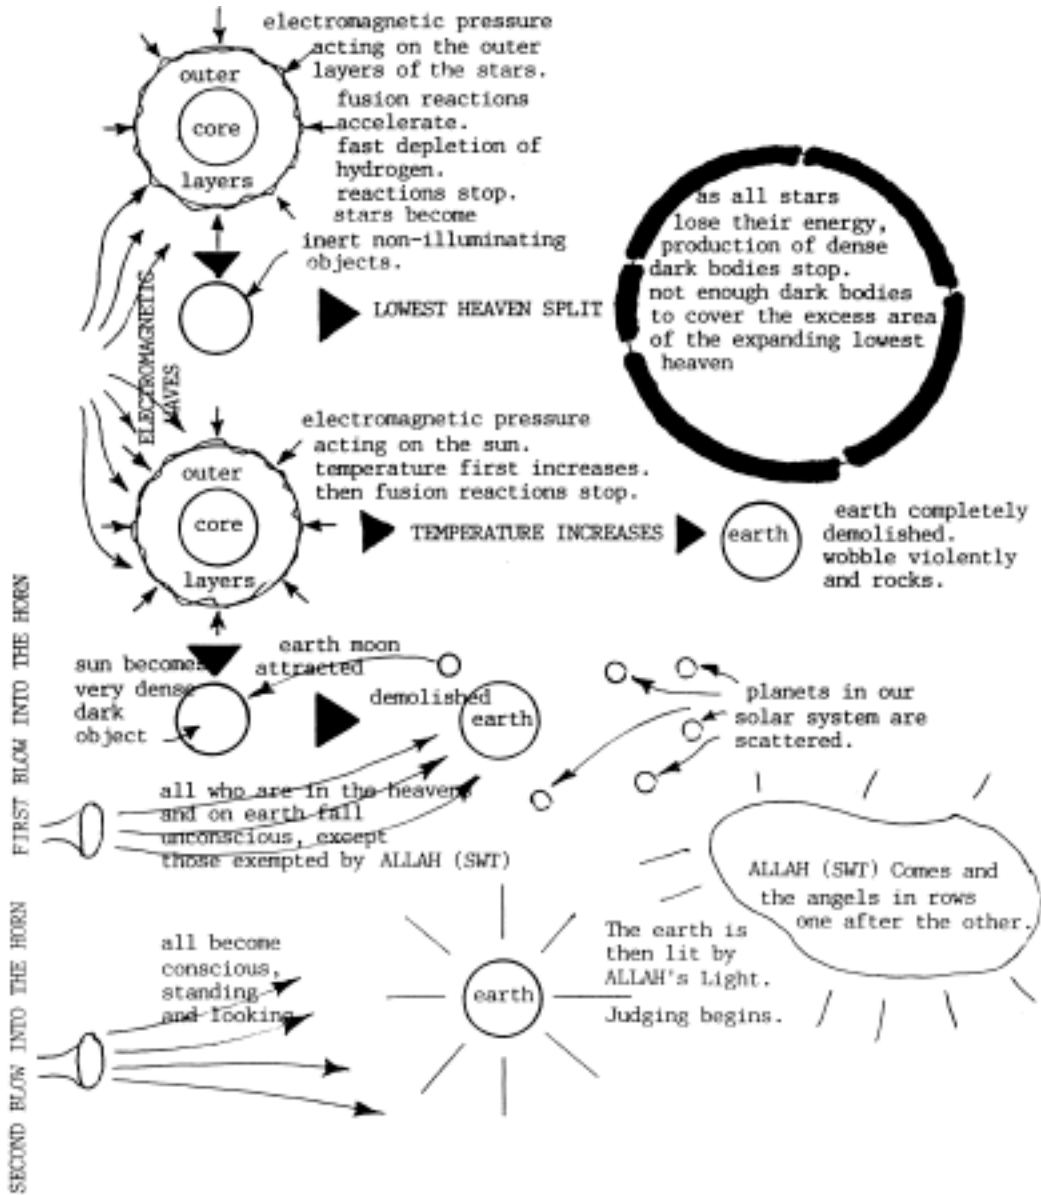 electromagnetic pressure
acting on the outer
layers of the stars.
outer
core
layers
fusion reactions
accelerate.
fast depletion of
hydrogen.
reactions stop.
stars become
inert non-illuminating
objects.
LOWEST HEAVEN SPLIT
as all stars
lose their energy,
production of dense
dark bodies stop.
not enough dark bodies
to cover the excess area
of the expanding lowest
heaven
ELECTROMAGNETIC
WAVES
electromagnetic pressure
acting on the sun.
temperature first increases.
then fusion reactions stop.
outer
core
layers
TEMPERATURE INCREASES
earth
earth completely
demolished.
wobble violently
and rocks.
FIRST BLOW INTO THE HORN
sun becomes
very dense
dark
object
earth moon
attracted
demolished
earth
planets in our
solar system are
scattered.
all who are in the heavens
and on earth fall
unconscious, except
those exempted by ALLAH (SWT)
ALLAH (SWT) Comes and
the angels in rows
one after the other.
SECOND BLOW INTO THE HORN
all become
conscious,
standing
and looking
earth
The earth is
then lit by
ALLAH's Light.
Judging begins.